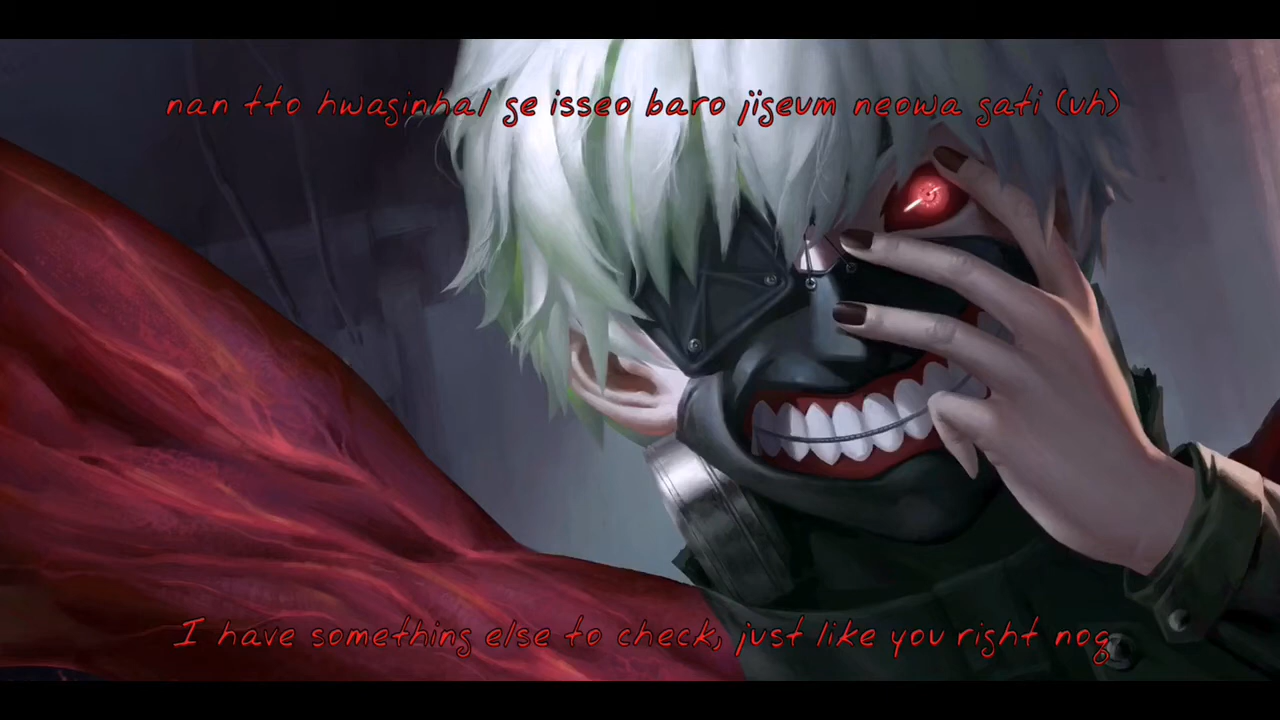 nan tto hwaginhal ge isseo baro jigeum neowa gati (uh)
I have something else to check, just like you right nog